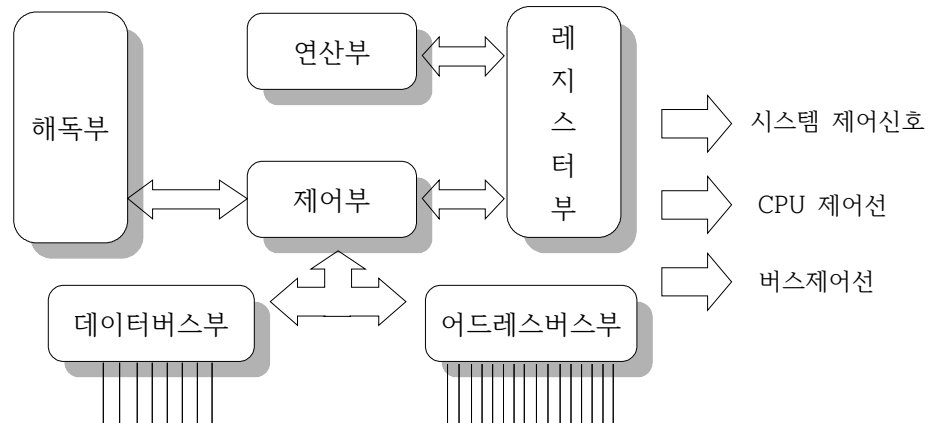 해독부
연산부
레
지
스
터
부
제어부
데이터버스부
어드레스버스부
시스템 제어신호
CPU 제어선
버스제어선